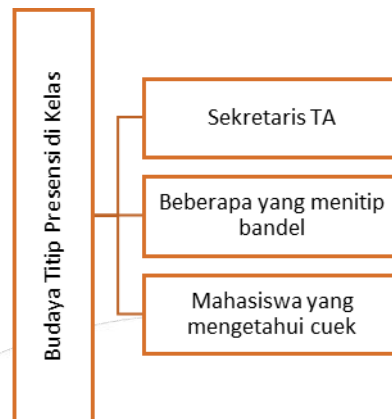 Budaya Titip Presensi di Kelas
Sekretaris TA
Beberapa yang menitip
bandel
Mahasiswa yang
mengetahui cuek